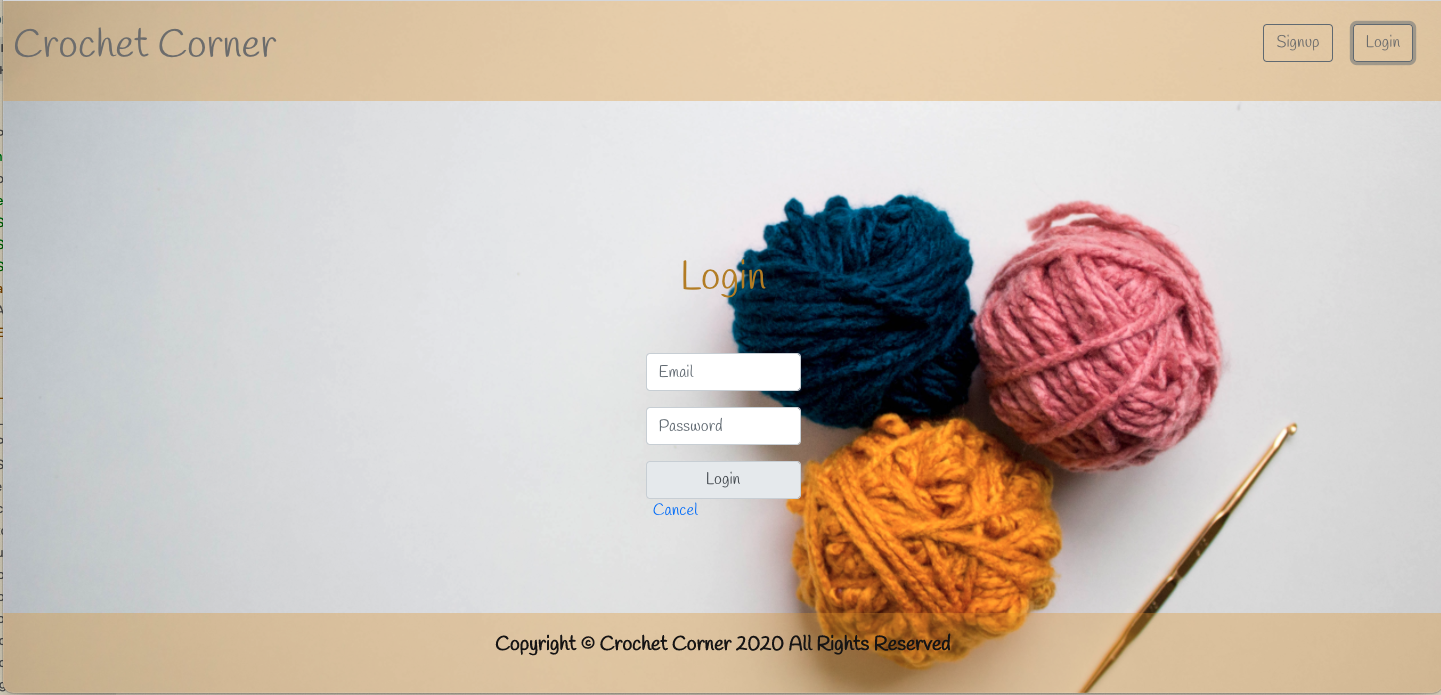 Crochet Corner
Signup
Login
Login
Email
Password
Login
Cancel
Copyright © Crochet Corner 2020 All Rights Reserved